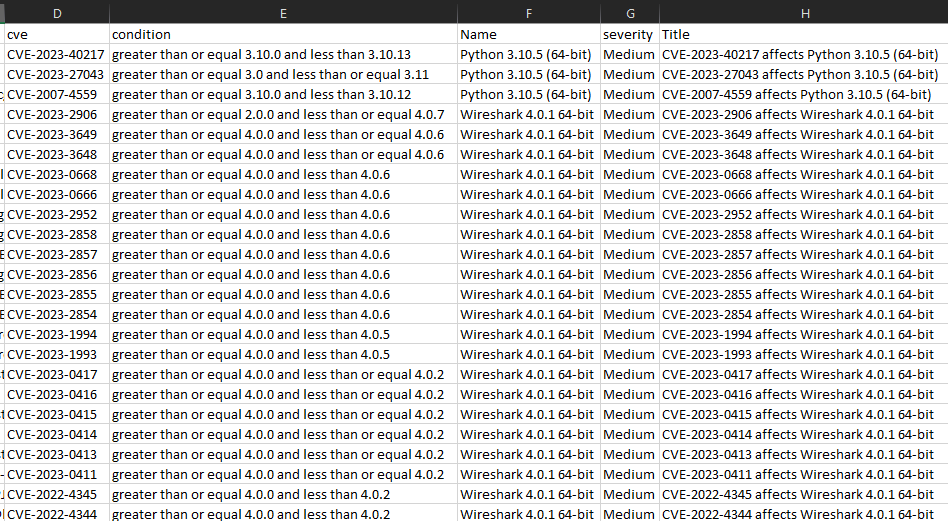 D E F G H
cve condition Name severity Title
CVE-2023-40217 greater than or equal 3.10.0 and less than 3.10.13 Python 3.10.5 (64-bit) Medium CVE-2023-40217 affects Python 3.10.5 (64-bit)
CVE-2023-27043 greater than or equal 3.0 and less than or equal 3.11 Python 3.10.5 (64-bit) Medium CVE-2023-27043 affects Python 3.10.5 (64-bit)
CVE-2007-4559 greater than or equal 3.10.0 and less than 3.10.12 Python 3.10.5 (64-bit) Medium CVE-2007-4559 affects Python 3.10.5 (64-bit)
CVE-2023-2906 greater than or equal 2.0.0 and less than or equal 4.0.7 Wireshark 4.0.1 64-bit Medium CVE-2023-2906 affects Wireshark 4.0.1 64-bit
CVE-2023-3649 greater than or equal 4.0.0 and less than or equal 4.0.6 Wireshark 4.0.1 64-bit Medium CVE-2023-3649 affects Wireshark 4.0.1 64-bit
CVE-2023-3648 greater than or equal 4.0.0 and less than or equal 4.0.6 Wireshark 4.0.1 64-bit Medium CVE-2023-3648 affects Wireshark 4.0.1 64-bit
CVE-2023-0668 greater than or equal 4.0.0 and less than 4.0.6 Wireshark 4.0.1 64-bit Medium CVE-2023-0668 affects Wireshark 4.0.1 64-bit
CVE-2023-0666 greater than or equal 4.0.0 and less than 4.0.6 Wireshark 4.0.1 64-bit Medium CVE-2023-0666 affects Wireshark 4.0.1 64-bit
CVE-2023-2952 greater than or equal 4.0.0 and less than 4.0.6 Wireshark 4.0.1 64-bit Medium CVE-2023-2952 affects Wireshark 4.0.1 64-bit
CVE-2023-2858 greater than or equal 4.0.0 and less than 4.0.6 Wireshark 4.0.1 64-bit Medium CVE-2023-2858 affects Wireshark 4.0.1 64-bit
CVE-2023-2857 greater than or equal 4.0.0 and less than 4.0.6 Wireshark 4.0.1 64-bit Medium CVE-2023-2857 affects Wireshark 4.0.1 64-bit
CVE-2023-2856 greater than or equal 4.0.0 and less than 4.0.6 Wireshark 4.0.1 64-bit Medium CVE-2023-2856 affects Wireshark 4.0.1 64-bit
CVE-2023-2855 greater than or equal 4.0.0 and less than 4.0.6 Wireshark 4.0.1 64-bit Medium CVE-2023-2855 affects Wireshark 4.0.1 64-bit
CVE-2023-2854 greater than or equal 4.0.0 and less than 4.0.6 Wireshark 4.0.1 64-bit Medium CVE-2023-2854 affects Wireshark 4.0.1 64-bit
CVE-2023-1994 greater than or equal 4.0.0 and less than 4.0.5 Wireshark 4.0.1 64-bit Medium CVE-2023-1994 affects Wireshark 4.0.1 64-bit
CVE-2023-1993 greater than or equal 4.0.0 and less than 4.0.5 Wireshark 4.0.1 64-bit Medium CVE-2023-1993 affects Wireshark 4.0.1 64-bit
CVE-2023-0417 greater than or equal 4.0.0 and less than or equal 4.0.2 Wireshark 4.0.1 64-bit Medium CVE-2023-0417 affects Wireshark 4.0.1 64-bit
CVE-2023-0416 greater than or equal 4.0.0 and less than or equal 4.0.2 Wireshark 4.0.1 64-bit Medium CVE-2023-0416 affects Wireshark 4.0.1 64-bit
CVE-2023-0415 greater than or equal 4.0.0 and less than or equal 4.0.2 Wireshark 4.0.1 64-bit Medium CVE-2023-0415 affects Wireshark 4.0.1 64-bit
CVE-2023-0414 greater than or equal 4.0.0 and less than or equal 4.0.2 Wireshark 4.0.1 64-bit Medium CVE-2023-0414 affects Wireshark 4.0.1 64-bit
CVE-2023-0413 greater than or equal 4.0.0 and less than or equal 4.0.2 Wireshark 4.0.1 64-bit Medium CVE-2023-0413 affects Wireshark 4.0.1 64-bit
CVE-2023-0411 greater than or equal 4.0.0 and less than or equal 4.0.2 Wireshark 4.0.1 64-bit Medium CVE-2023-0411 affects Wireshark 4.0.1 64-bit
CVE-2022-4345 greater than or equal 4.0.0 and less than 4.0.2 Wireshark 4.0.1 64-bit Medium CVE-2022-4345 affects Wireshark 4.0.1 64-bit
CVE-2022-4344 greater than or equal 4.0.0 and less than 4.0.2 Wireshark 4.0.1 64-bit Medium CVE-2022-4344 affects Wireshark 4.0.1 64-bit